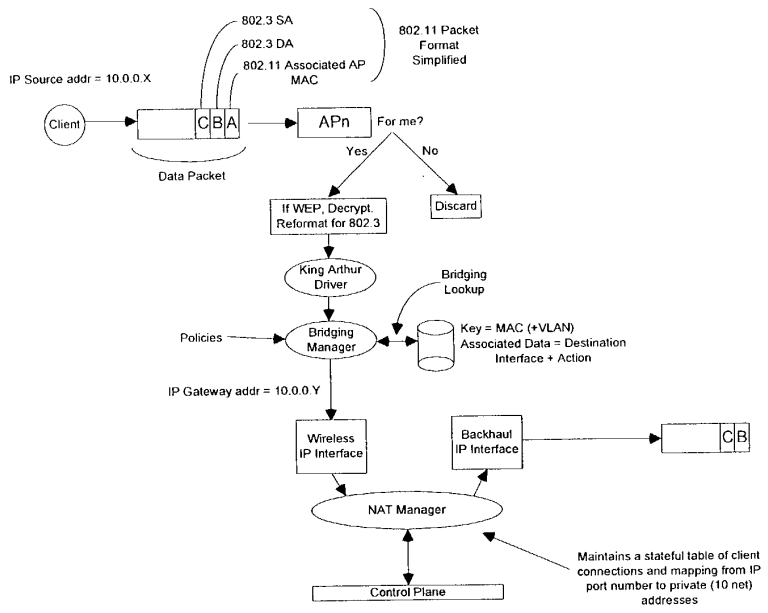 802.3 SA
802.3 DA
802.11 Associated AP
MAC
802.11 Packet
Format
Simplified
IP Source addr = 10.0.0.X
Client
C B A
APn
For me?
Data Packet
Yes
No
If WEP, Decrypt.
Reformat for 802.3
Discard
King Arthur
Driver
Bridging
Lookup
Policies
Bridging
Manager
Key = MAC (+VLAN)
Associated Data = Destination
Interface + Action
IP Gateway addr = 10.0.0.Y
Wireless
IP Interface
Backhaul
IP Interface
C B
NAT Manager
Maintains a stateful table of client
connections and mapping from IP
port number to private (10 net)
addresses
Control Plane